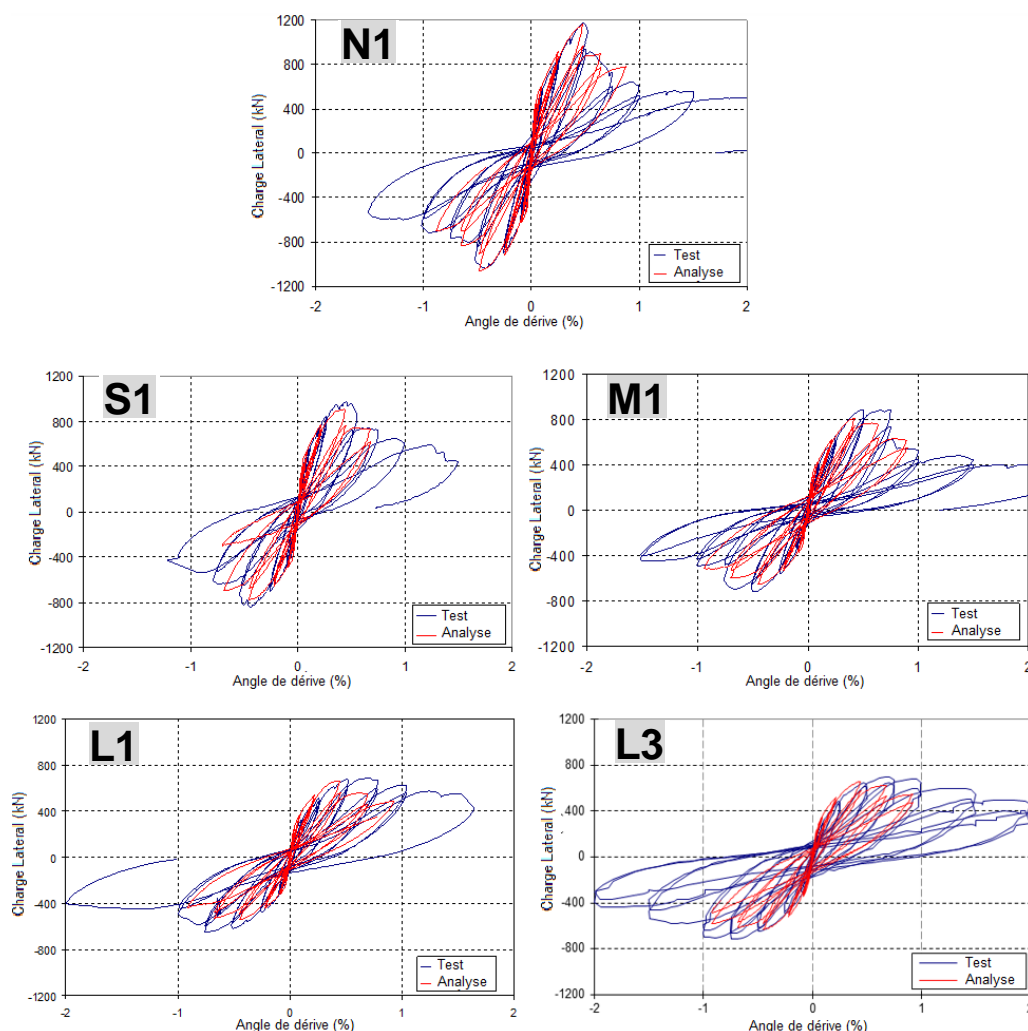 N1
1200
800
400
0
-400
-800
-1200
Charge Lateral (kN)
Test
Analyse
-2 -1 0 1 2
Angle de dérive (%)
S1
1200
800
400
0
-400
-800
-1200
Charge Lateral (kN)
Test
Analyse
-2 -1 0 1 2
Angle de dérive (%)
M1
1200
800
400
0
-400
-800
-1200
Charge Lateral (kN)
Test
Analyse
-2 -1 0 1 2
Angle de dérive (%)
L1
1200
800
400
0
-400
-800
-1200
Charge Lateral (kN)
Test
Analyse
-2 -1 0 1 2
Angle de dérive (%)
L3
1200
800
400
0
-400
-800
-1200
Charge Lateral (kN)
Test
Analyse
-2 -1 0 1 2
Angle de dérive (%)